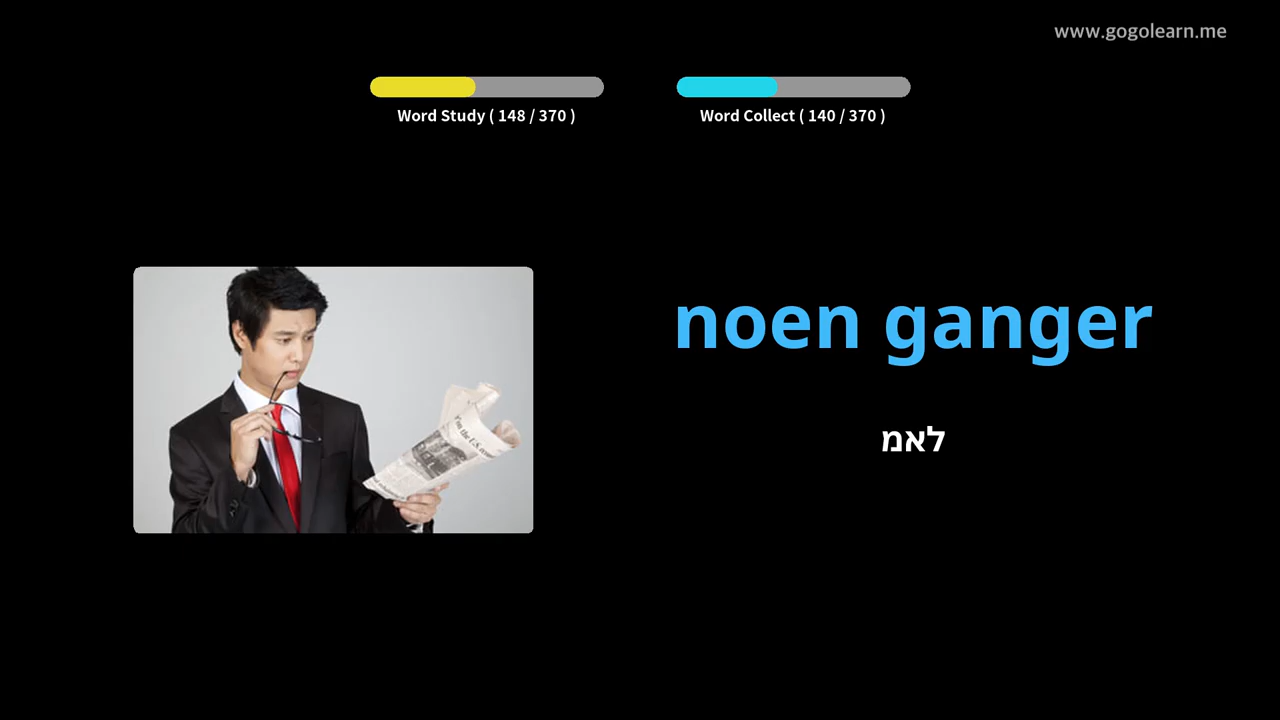 www.gogolearn.me
Word Study ( 148 / 370 )
Word Collect ( 140 / 370 )
noen ganger
לאמ